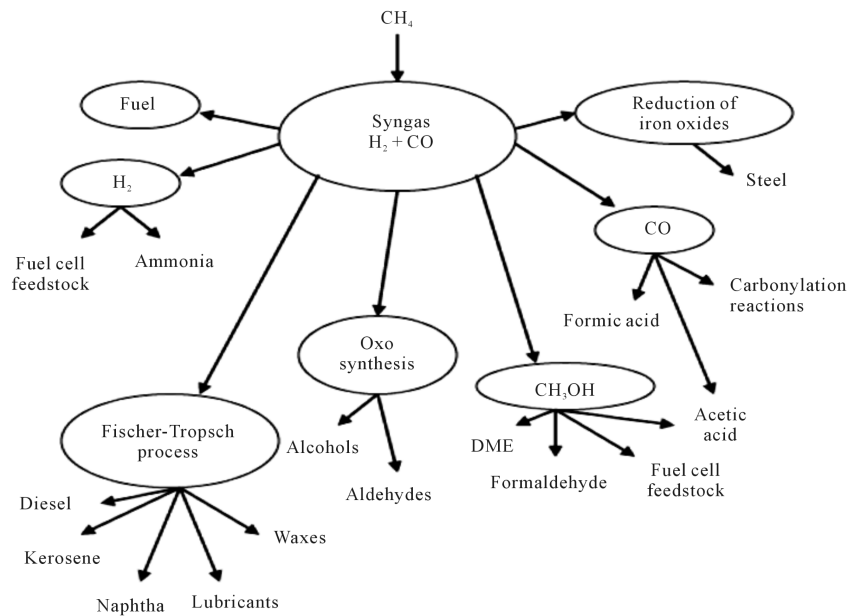 CH₄
Fuel
Syngas
H₂ + CO
Reduction of
iron oxides
H₂
Steel
CO
Fuel cell
feedstock
Ammonia
Carbonylation
reactions
Formic acid
Oxo
synthesis
CH₃OH
Fischer-Tropsch
process
Alcohols
Aldehydes
DME
Formaldehyde
Fuel cell
feedstock
Acetic
acid
Diesel
Kerosene
Naphtha
Lubricants
Waxes